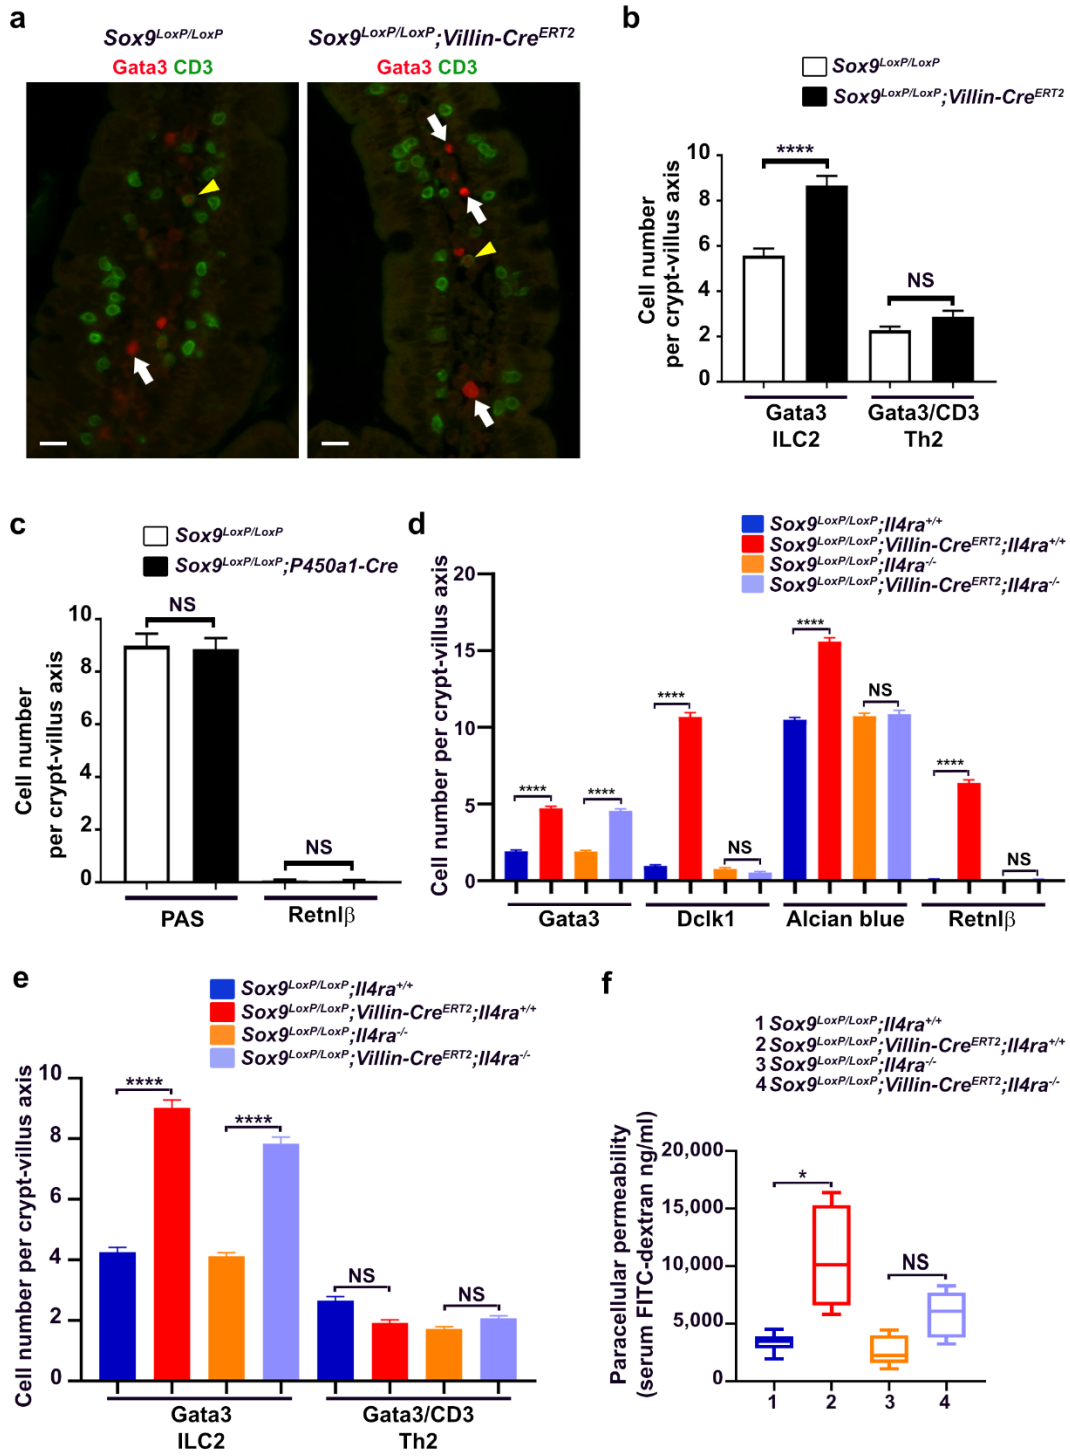 a
Sox9LoxP/LoxP
Sox9LoxP/LoxP;Villin-CreERT2
Gata3 CD3
Gata3 CD3
b
Sox9LoxP/LoxP
Sox9LoxP/LoxP;Villin-CreERT2
Cell number
per crypt-villus axis
10
8
6
4
2
0
****
NS
Gata3
ILC2
Gata3/CD3
Th2
c
Sox9LoxP/LoxP
Sox9LoxP/LoxP;P450a1-Cre
Cell number
per crypt-villus axis
10
8
6
4
2
0
NS
NS
PAS
Retnlβ
d
Sox9LoxP/LoxP;Il4ra+/+
Sox9LoxP/LoxP;Villin-CreERT2;Il4ra+/+
Sox9LoxP/LoxP;Il4ra-/-
Sox9LoxP/LoxP;Villin-CreERT2;Il4ra-/-
Cell number per crypt-villus axis
20
15
10
5
0
****
****
****
NS
****
NS
****
NS
Gata3
Dclk1
Alcian blue
Retnlβ
e
Sox9LoxP/LoxP;Il4ra+/+
Sox9LoxP/LoxP;Villin-CreERT2;Il4ra+/+
Sox9LoxP/LoxP;Il4ra-/-
Sox9LoxP/LoxP;Villin-CreERT2;Il4ra-/-
Cell number per crypt-villus axis
10
8
6
4
2
0
****
****
NS
NS
Gata3
ILC2
Gata3/CD3
Th2
f
1 Sox9LoxP/LoxP;Il4ra+/+
2 Sox9LoxP/LoxP;Villin-CreERT2;Il4ra+/+
3 Sox9LoxP/LoxP;Il4ra-/-
4 Sox9LoxP/LoxP;Villin-CreERT2;Il4ra-/-
Paracellular permeability
(serum FITC-dextran ng/ml)
20,000
15,000
10,000
5,000
0
*
NS
1 2 3 4